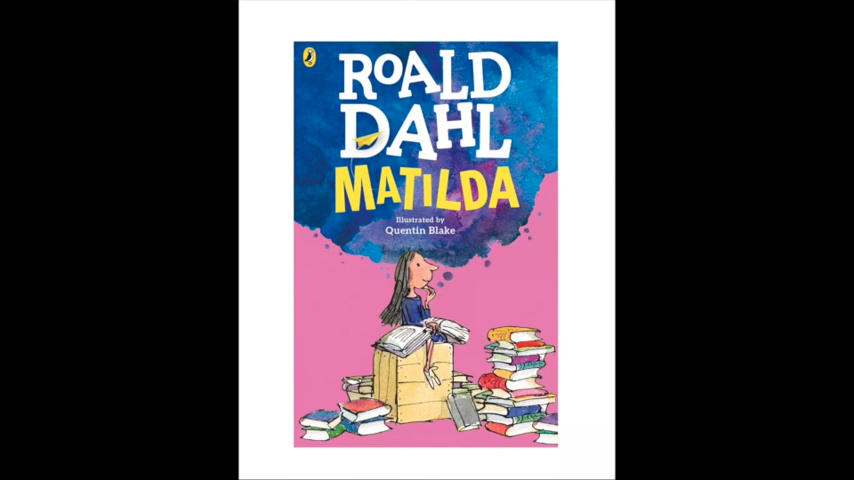 ROALD
DAHL
MATILDA
Illustrated by
Quentin Blake